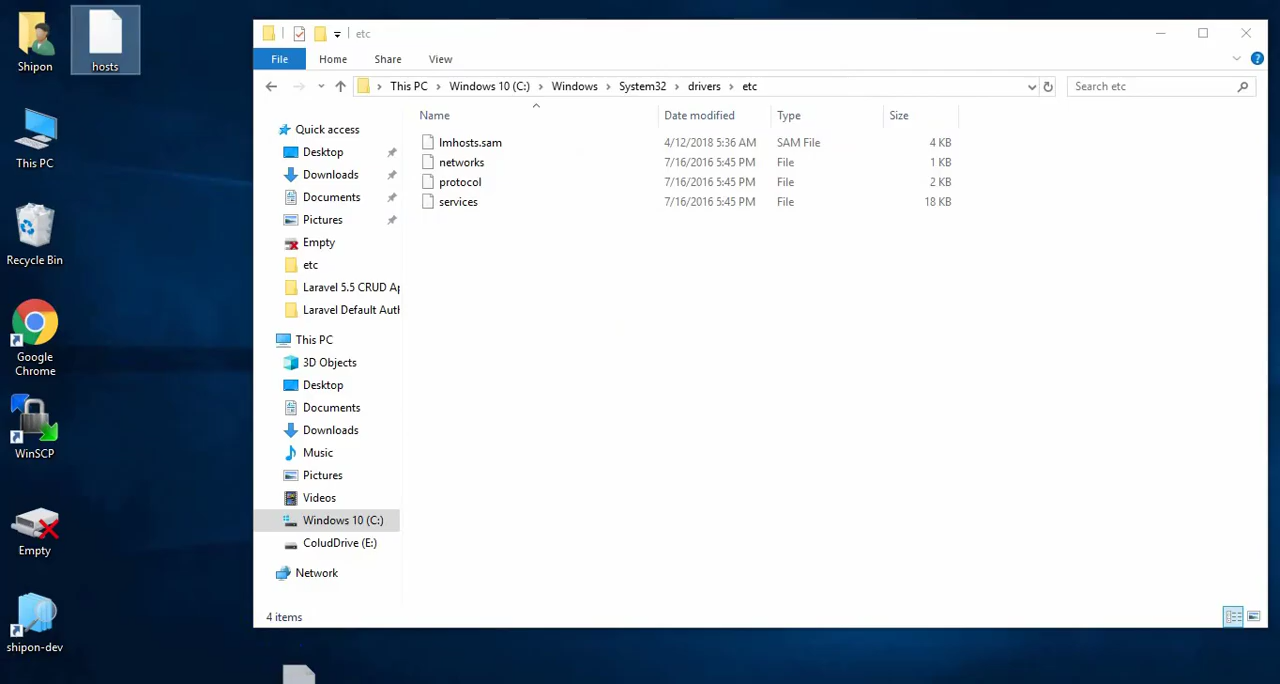 Shipon
hosts
This PC
Recycle Bin
Google
Chrome
WinSCP
Empty
shipon-dev
etc
File Home Share View
This PC Windows 10 (C:) Windows System32 drivers etc
Search etc
Name Date modified Type Size
lmhosts.sam 4/12/2018 5:36 AM SAM File 4 KB
networks 7/16/2016 5:45 PM File 1 KB
protocol 7/16/2016 5:45 PM File 2 KB
services 7/16/2016 5:45 PM File 18 KB
Quick access
Desktop
Downloads
Documents
Pictures
Empty
etc
Laravel 5.5 CRUD Ap
Laravel Default Auth
This PC
3D Objects
Desktop
Documents
Downloads
Music
Pictures
Videos
Windows 10 (C:)
ColudDrive (E:)
Network
4 items